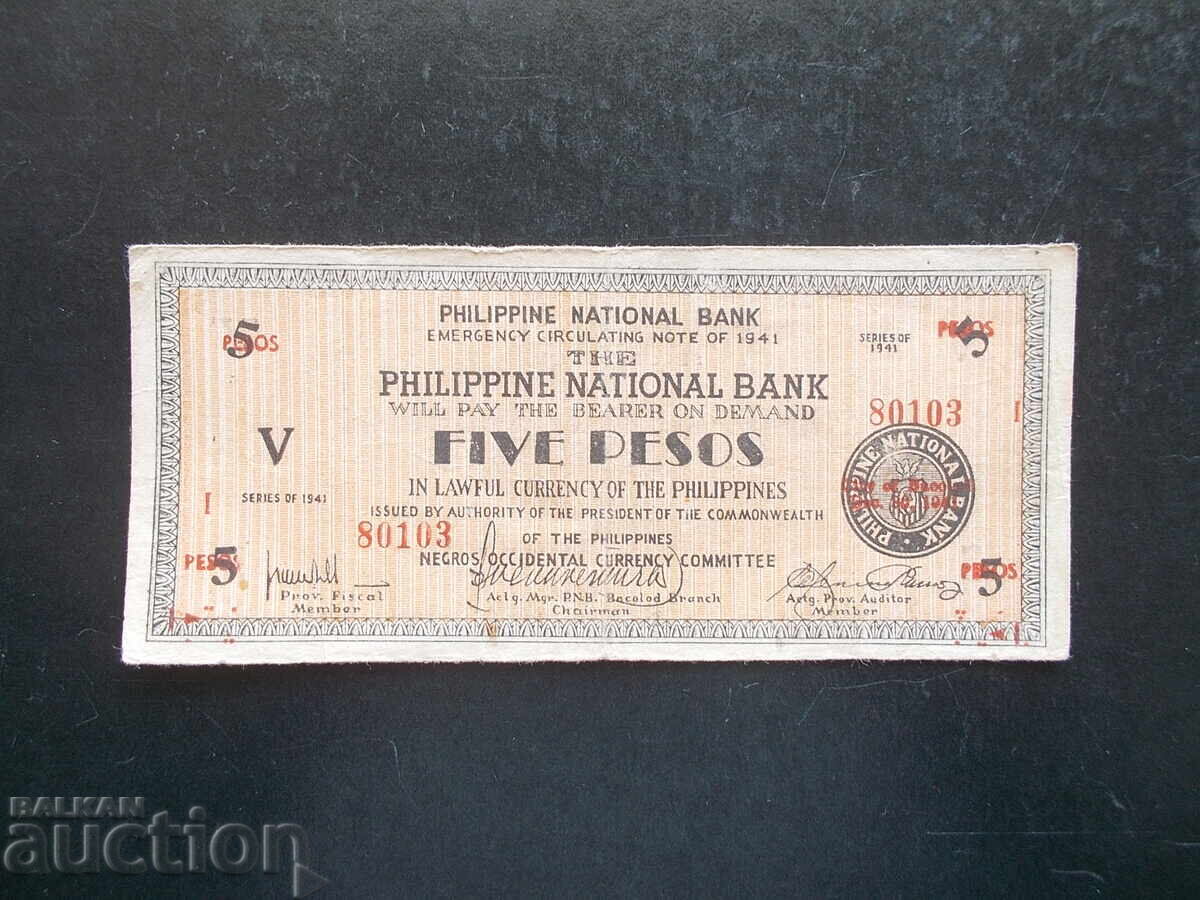 PHILIPPINE NATIONAL BANK
EMERGENCY CIRCULATING NOTE OF 1941
SERIES OF 1941
5 PESOS
5 PESOS
THE
PHILIPPINE NATIONAL BANK
WILL PAY THE BEARER ON DEMAND
80103 I
V
FIVE PESOS
IN LAWFUL CURRENCY OF THE PHILIPPINES
I SERIES OF 1941
ISSUED BY AUTHORITY OF THE PRESIDENT OF THE COMMONWEALTH
80103
OF THE PHILIPPINES
NEGROS OCCIDENTAL CURRENCY COMMITTEE
PHILIPPINE NATIONAL BANK
PESOS 5
PESOS 5
Prov. Fiscal
Member
Actg. Mgr. P.N.B. Bacolod Branch
Chairman
Actg. Prov. Auditor
Member
BALKAN
auction